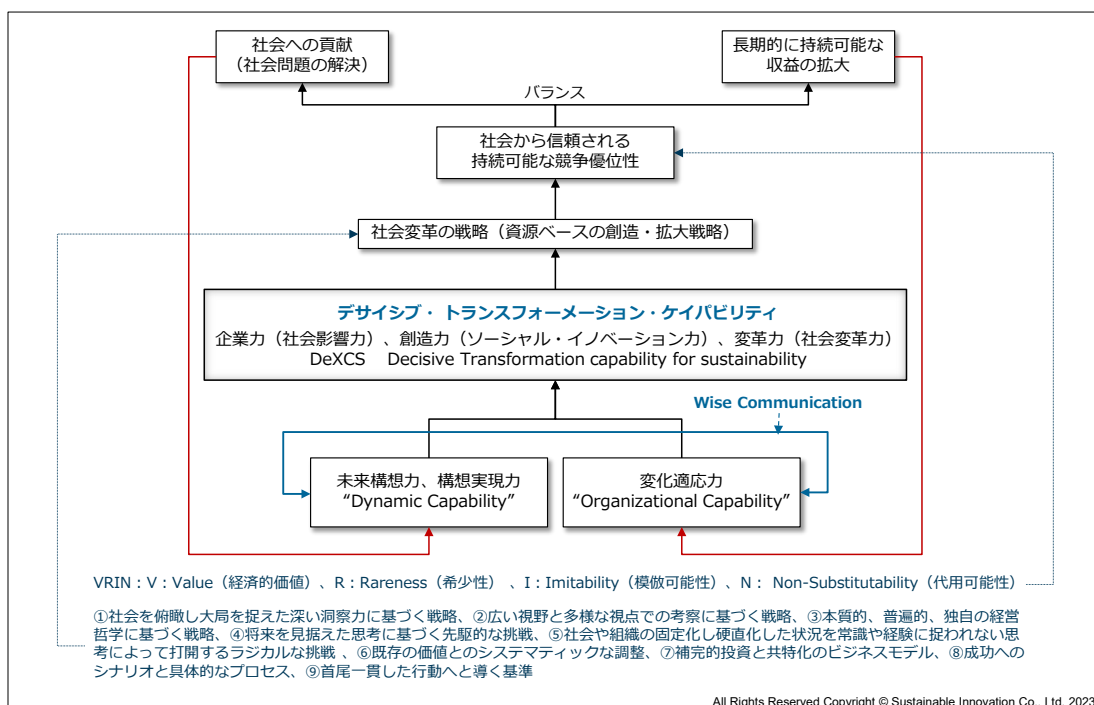 社会への貢献
（社会問題の解決）
長期的に持続可能な
収益の拡大
バランス
社会から信頼される
持続可能な競争優位性
社会変革の戦略（資源ベースの創造・拡大戦略）
デサイシブ・ トランスフォーメーション・ケイパビリティ
企業力（社会影響力）、創造力（ソーシャル・イノベーション力）、変革力（社会変革力）
DeXCS Decisive Transformation capability for sustainability
Wise Communication
未来構想力、構想実現力
“Dynamic Capability”
変化適応力
“Organizational Capability”
VRIN：V：Value（経済的価値）、R：Rareness（希少性） 、I：Imitability（模倣可能性）、N： Non-Substitutability（代用可能性）
①社会を俯瞰し大局を捉えた深い洞察力に基づく戦略、②広い視野と多様な視点での考察に基づく戦略、③本質的、普遍的、独自の経営
哲学に基づく戦略、④将来を見据えた思考に基づく先駆的な挑戦、⑤社会や組織の固定化し硬直化した状況を常識や経験に捉われない思
考によって打開するラジカルな挑戦 、⑥既存の価値とのシステマティックな調整、⑦補完的投資と共特化のビジネスモデル、⑧成功への
シナリオと具体的なプロセス、⑨首尾一貫した行動へと導く基準
All Rights Reserved Copyright © Sustainable Innovation Co., Ltd. 2023